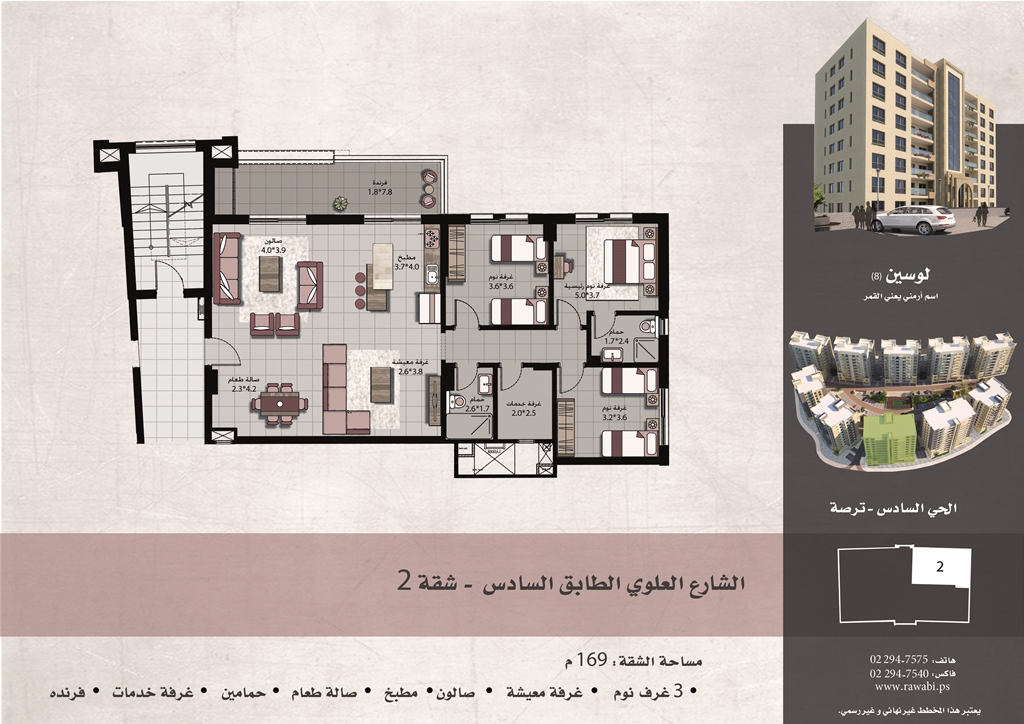 فرندة
1.8*7.8
صالون
4.0*3.9
مطبخ
3.7*4.0
غرفة نوم
3.6*3.6
غرفة نوم رئيسية
5.0*3.7
حمام
1.7*2.4
غرفة معيشة
2.6*3.8
صالة طعام
2.3*4.2
حمام
2.6*1.7
غرفة خدمات
2.0*2.5
غرفة نوم
3.2*3.6
لوسين (8)
اسم أرمني يعني القمر
الحي السادس - ترصة
2
الشارع العلوي الطابق السادس - شقة 2
مساحة الشقة: 169 م
• 3 غرف نوم • غرفة معيشة • صالون • مطبخ • صالة طعام • حمامين • غرفة خدمات • فرنده
هاتف: 02 294-7575
فاكس: 02 294-7540
www.rawabi.ps
يعتبر هذا المخطط غير نهائي و غير رسمي.